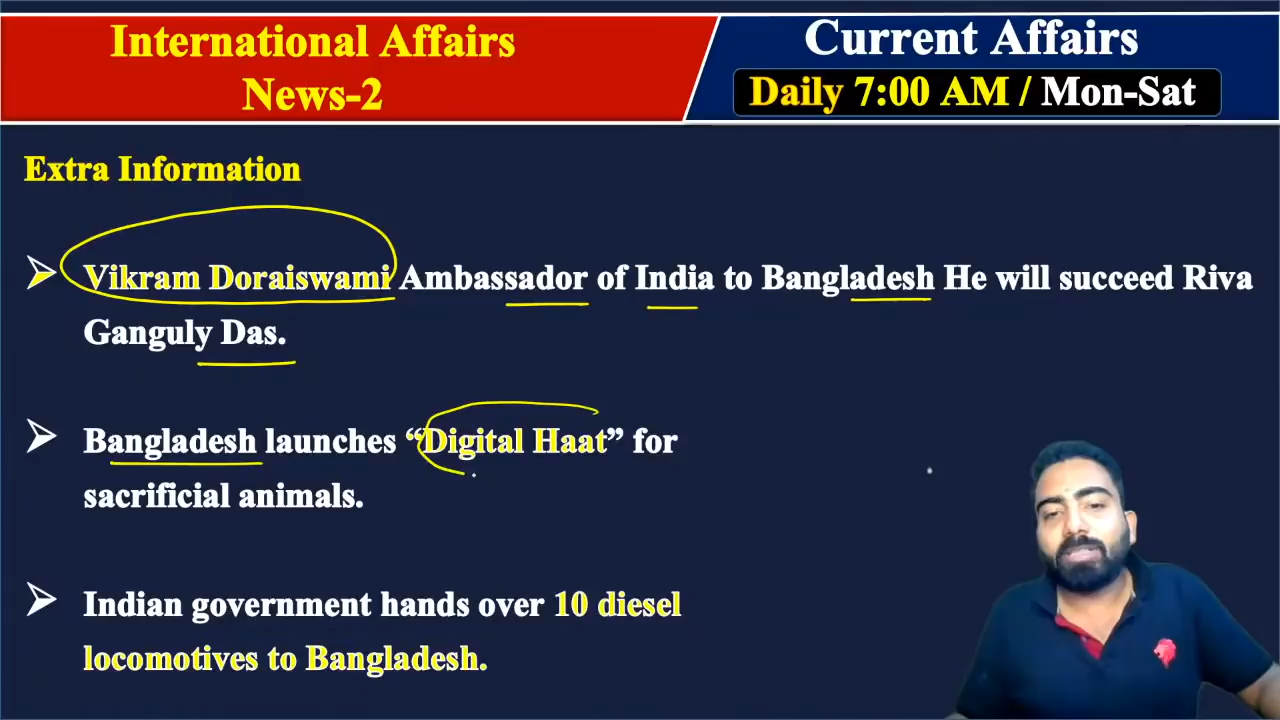 International Affairs
News-2
Current Affairs
Daily 7:00 AM / Mon-Sat
Extra Information
Vikram Doraiswami Ambassador of India to Bangladesh He will succeed Riva
Ganguly Das.
Bangladesh launches “Digital Haat” for
sacrificial animals.
Indian government hands over 10 diesel
locomotives to Bangladesh.